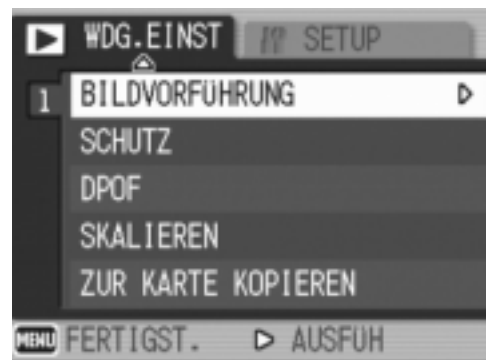 WDG.EINST SETUP
1 BILDVORFÜHRUNG
SCHUTZ
DPOF
SKALIEREN
ZUR KARTE KOPIEREN
MENU FERTIGST. AUSFÜH